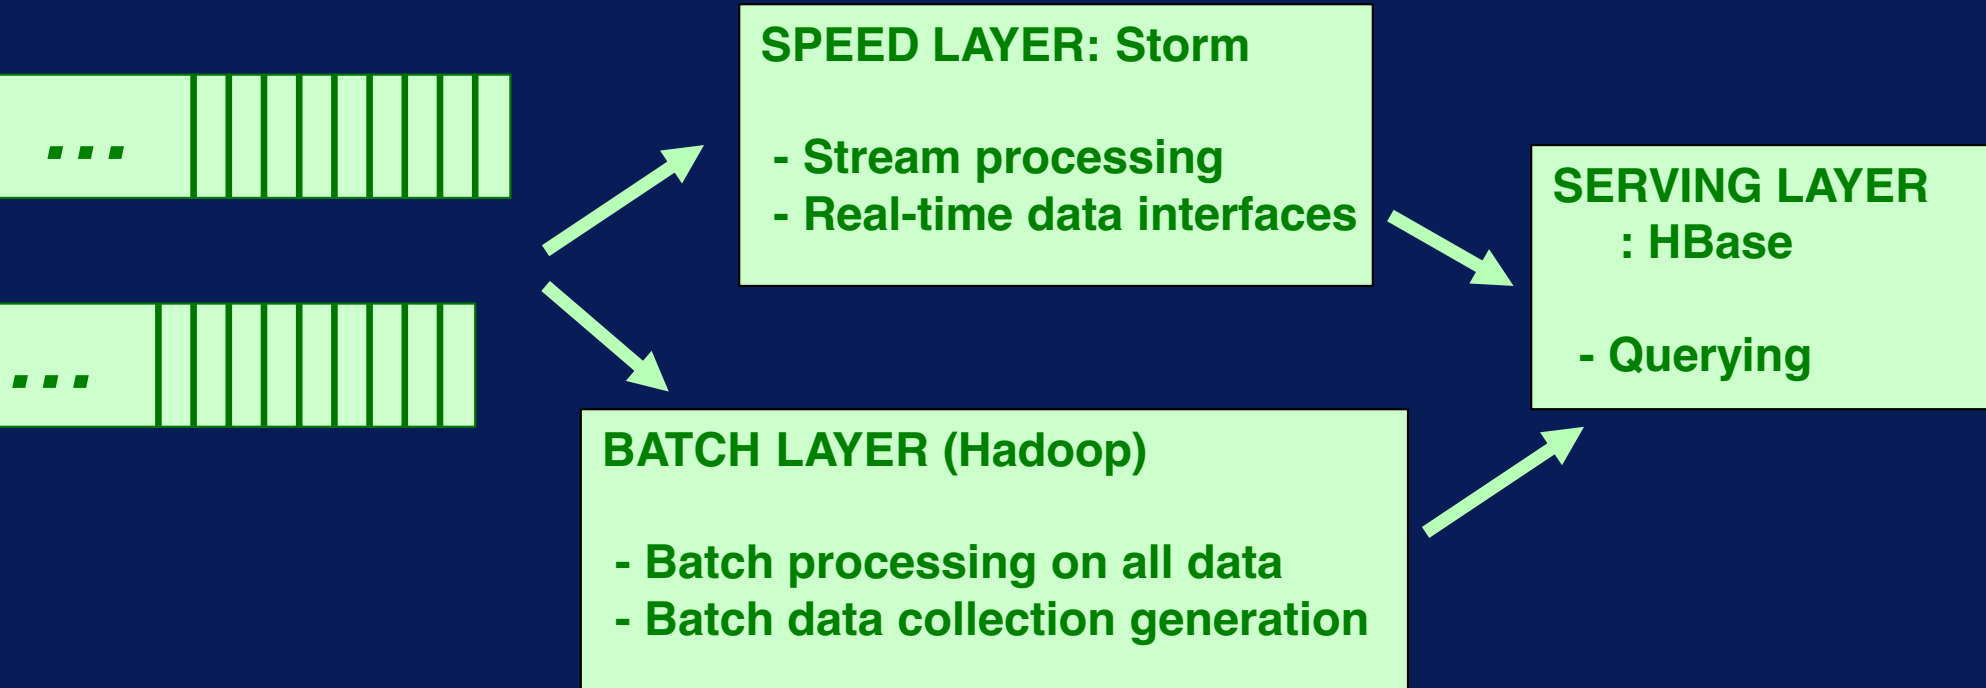 ...
...
SPEED LAYER: Storm
- Stream processing
- Real-time data interfaces
BATCH LAYER (Hadoop)
- Batch processing on all data
- Batch data collection generation
SERVING LAYER
: HBase
- Querying